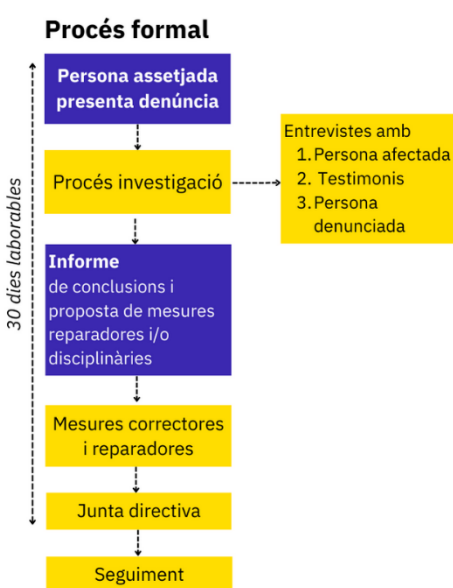 Procés formal
Persona assetjada
presenta denúncia
Procés investigació
Entrevistes amb
1. Persona afectada
2. Testimonis
3. Persona
denunciada
30 dies laborables
Informe
de conclusions i
proposta de mesures
reparadores i/o
disciplinàries
Mesures correctores
i reparadores
Junta directiva
Seguiment